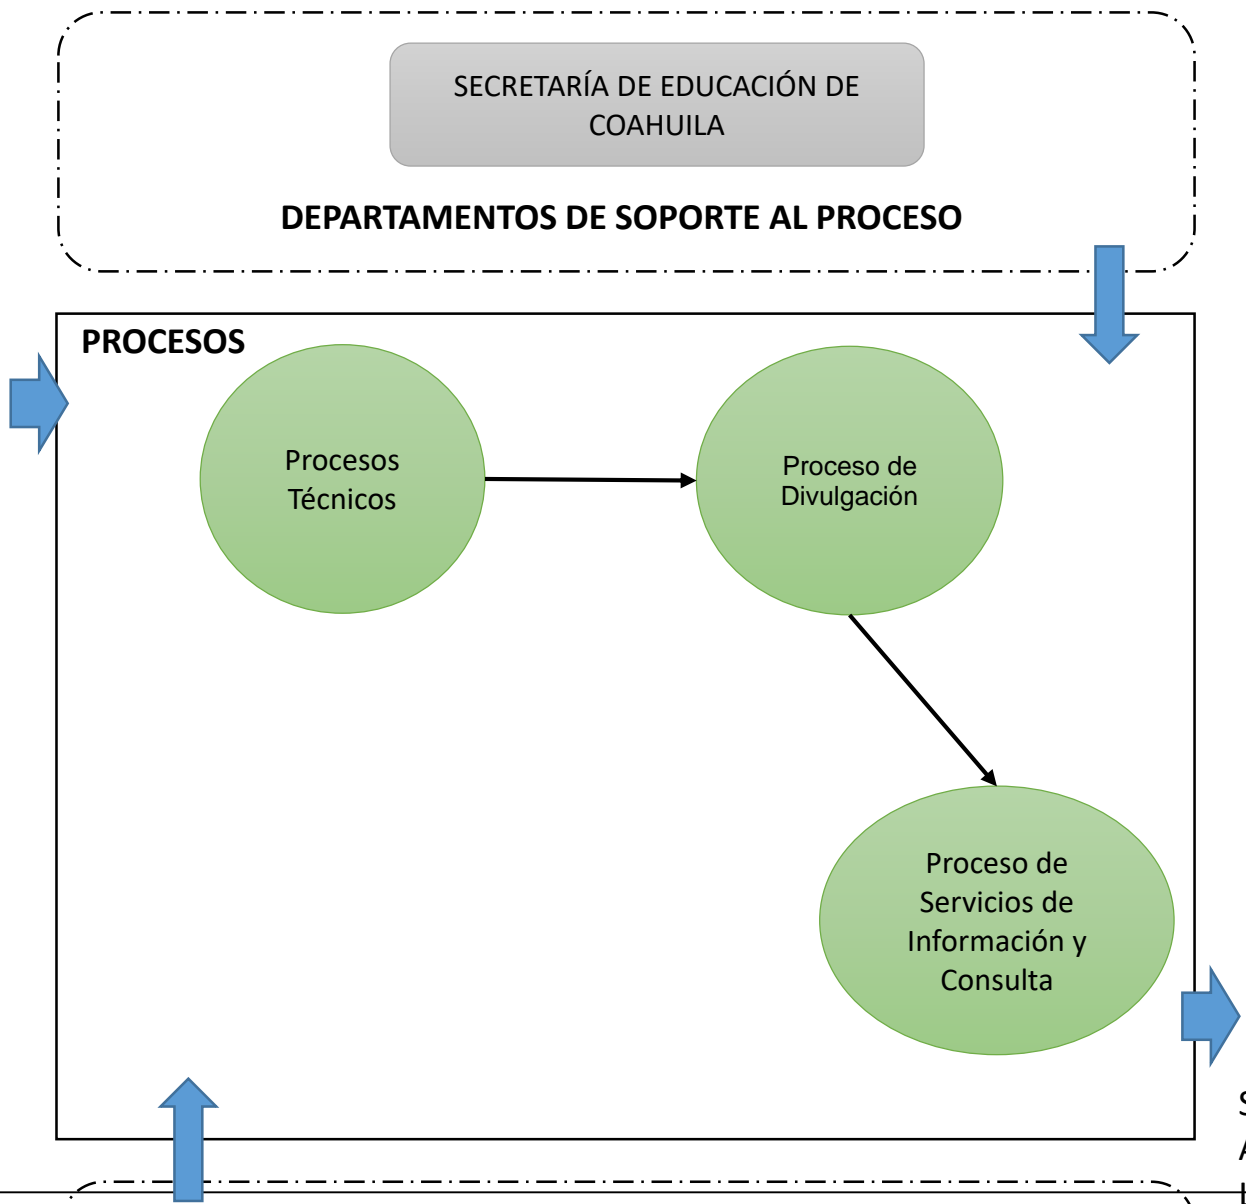 SECRETARÍA DE EDUCACIÓN DE
COAHUILA
DEPARTAMENTOS DE SOPORTE AL PROCESO
PROCESOS
Procesos
Técnicos
Proceso de
Divulgación
Proceso de
Servicios de
Información y
Consulta